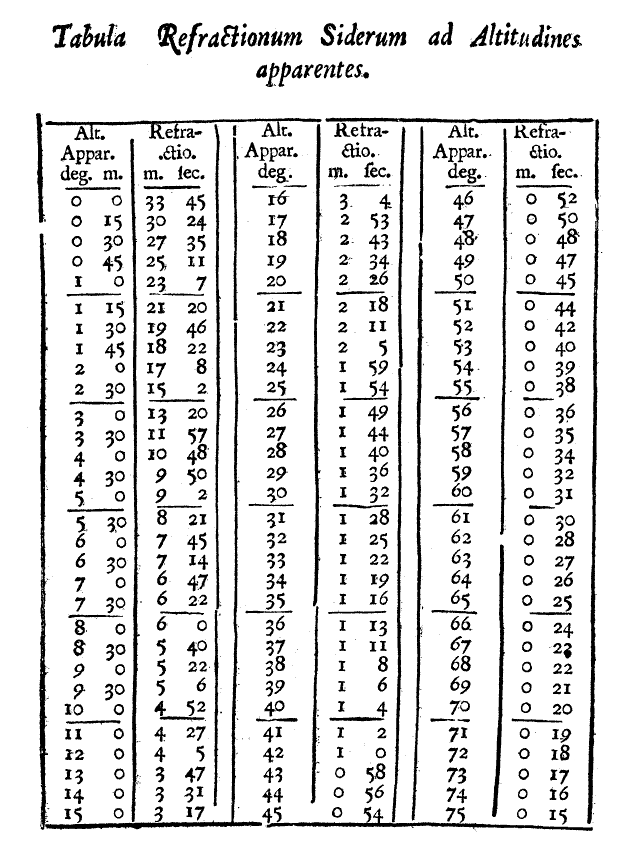 Tabula Refractionum Siderum ad Altitudines
apparentes.
Alt. Refra- Alt. Refra- Alt. Refra-
Appar. ctio. Appar. ctio. Appar. ctio.
deg. m. m. ſec. deg. m. ſec. deg. m. ſec.
0 0 33 45 16 3 4 46 0 52
0 15 30 24 17 2 53 47 0 50
0 30 27 35 18 2 43 48 0 48
0 45 25 11 19 2 34 49 0 47
1 0 23 7 20 2 26 50 0 45
1 15 21 20 21 2 18 51 0 44
1 30 19 46 22 2 11 52 0 42
1 45 18 22 23 2 5 53 0 40
2 0 17 8 24 1 59 54 0 39
2 30 15 2 25 1 54 55 0 38
3 0 13 20 26 1 49 56 0 36
3 30 11 57 27 1 44 57 0 35
4 0 10 48 28 1 40 58 0 34
4 30 9 50 29 1 36 59 0 32
5 0 9 2 30 1 32 60 0 31
5 30 8 21 31 1 28 61 0 30
6 0 7 45 32 1 25 62 0 28
6 30 7 14 33 1 22 63 0 27
7 0 6 47 34 1 19 64 0 26
7 30 6 22 35 1 16 65 0 25
8 0 6 0 36 1 13 66 0 24
8 30 5 40 37 1 11 67 0 23
9 0 5 22 38 1 8 68 0 22
9 30 5 6 39 1 6 69 0 21
10 0 4 52 40 1 4 70 0 20
11 0 4 27 41 1 2 71 0 19
12 0 4 5 42 1 0 72 0 18
13 0 3 47 43 0 58 73 0 17
14 0 3 31 44 0 56 74 0 16
15 0 3 17 45 0 54 75 0 15